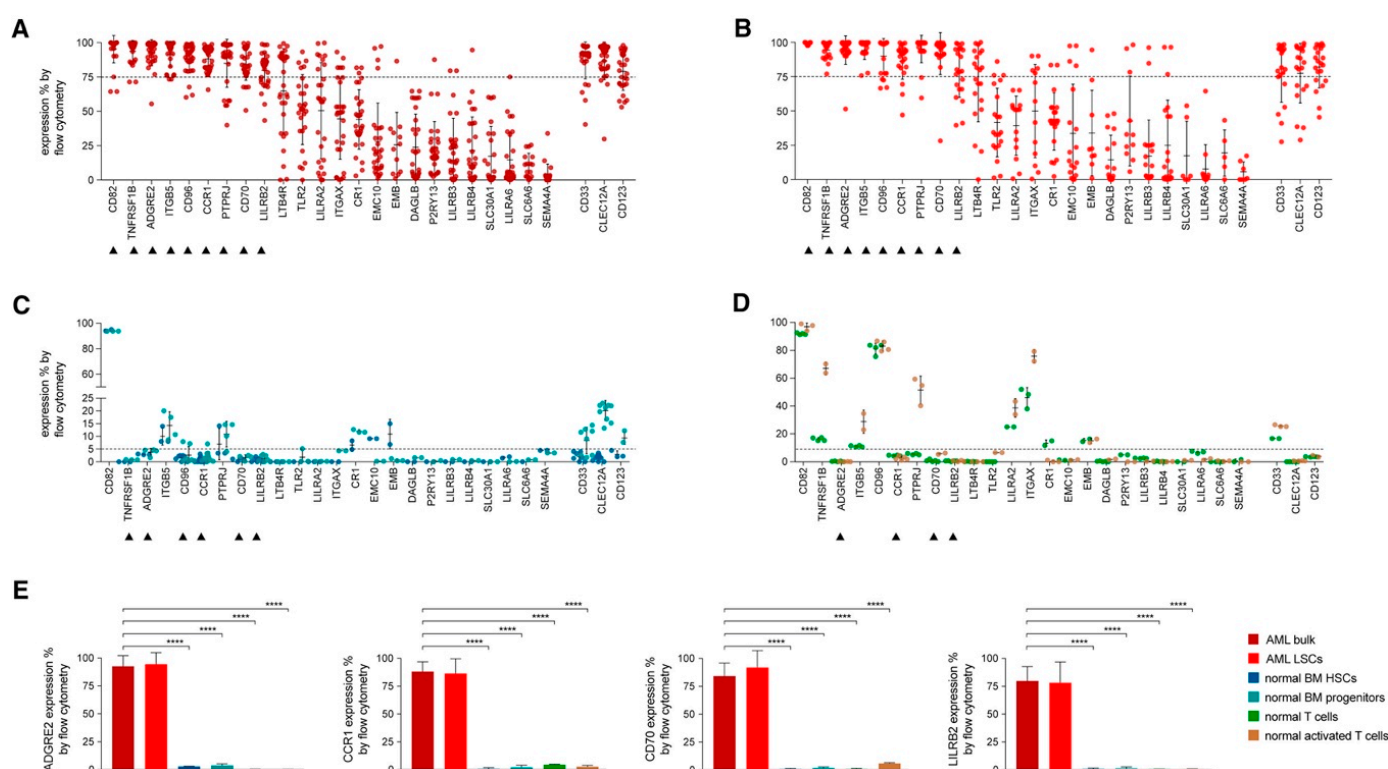 A
expression % by
flow cytometry
100
75
50
25
0
CD82
TNFRSF1B
ADGRE2
ITGB5
CD96
CCR1
PTPRJ
CD70
LILRB2
LTB4R
TLR2
LILRA2
ITGAX
CR1
EMC10
EMB
DAGLB
P2RY13
LILRB3
LILRB4
SLC30A1
LILRA6
SLC6A6
SEMA4A
CD33
CLEC12A
CD123
B
100
75
50
25
0
CD82
TNFRSF1B
ADGRE2
ITGB5
CD96
CCR1
PTPRJ
CD70
LILRB2
LTB4R
TLR2
LILRA2
ITGAX
CR1
EMC10
EMB
DAGLB
P2RY13
LILRB3
LILRB4
SLC30A1
LILRA6
SLC6A6
SEMA4A
CD33
CLEC12A
CD123
C
expression % by
flow cytometry
100
80
60
25
20
15
10
5
0
CD82
TNFRSF1B
ADGRE2
ITGB5
CD96
CCR1
PTPRJ
CD70
LILRB2
LTB4R
TLR2
LILRA2
ITGAX
CR1
EMC10
EMB
DAGLB
P2RY13
LILRB3
LILRB4
SLC30A1
LILRA6
SLC6A6
SEMA4A
CD33
CLEC12A
CD123
D
100
80
60
40
20
0
CD82
TNFRSF1B
ADGRE2
ITGB5
CD96
CCR1
PTPRJ
CD70
LILRB2
LTB4R
TLR2
LILRA2
ITGAX
CR1
EMC10
EMB
DAGLB
P2RY13
LILRB3
LILRB4
SLC30A1
LILRA6
SLC6A6
SEMA4A
CD33
CLEC12A
CD123
E
ADGRE2 expression %
by flow cytometry
100
75
50
25
****
****
****
****
CCR1 expression %
by flow cytometry
100
75
50
25
****
****
****
****
CD70 expression %
by flow cytometry
100
75
50
25
****
****
****
****
LILRB2 expression %
by flow cytometry
100
75
50
25
****
****
****
****
AML bulk
AML LSCs
normal BM HSCs
normal BM progenitors
normal T cells
normal activated T cells